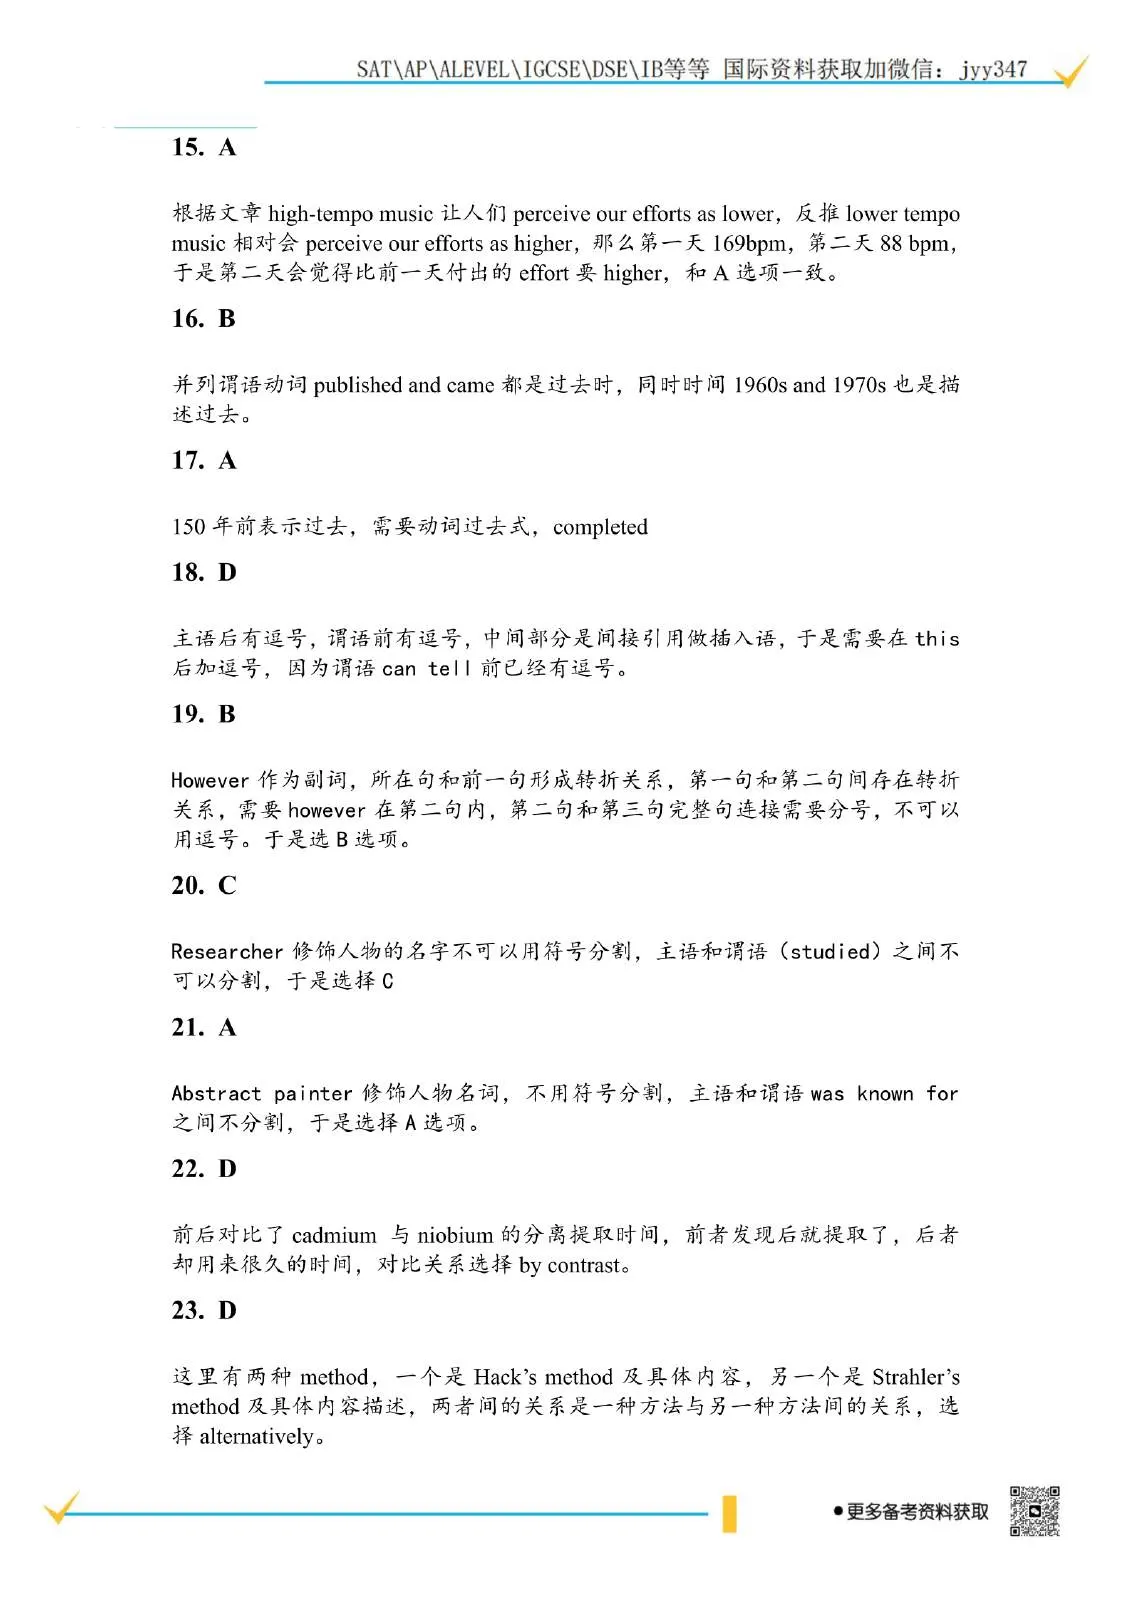 SAT\AP\ALEVEL\IGCSE\DSE\IB等等 国际资料获取加微信：jyy347
15. A
根据文章 high-tempo music 让人们 perceive our efforts as lower，反推 lower tempo
music 相对会 perceive our efforts as higher，那么第一天 169bpm，第二天 88 bpm，
于是第二天会觉得比前一天付出的 effort 要 higher，和 A 选项一致。
16. B
并列谓语动词 published and came 都是过去时，同时时间 1960s and 1970s 也是描
述过去。
17. A
150 年前表示过去，需要动词过去式，completed
18. D
主语后有逗号，谓语前有逗号，中间部分是间接引用做插入语，于是需要在 this
后加逗号，因为谓语 can tell 前已经有逗号。
19. B
However 作为副词，所在句和前一句形成转折关系，第一句和第二句间存在转折
关系，需要 however 在第二句内，第二句和第三句完整句连接需要分号，不可以
用逗号。于是选 B 选项。
20. C
Researcher 修饰人物的名字不可以用符号分割，主语和谓语（studied）之间不
可以分割，于是选择 C
21. A
Abstract painter 修饰人物名词，不用符号分割，主语和谓语 was known for
之间不分割，于是选择 A 选项。
22. D
前后对比了 cadmium 与 niobium 的分离提取时间，前者发现后就提取了，后者
却用来很久的时间，对比关系选择 by contrast。
23. D
这里有两种 method，一个是 Hack’s method 及具体内容，另一个是 Strahler’s
method 及具体内容描述，两者间的关系是一种方法与另一种方法间的关系，选
择 alternatively。
●更多备考资料获取